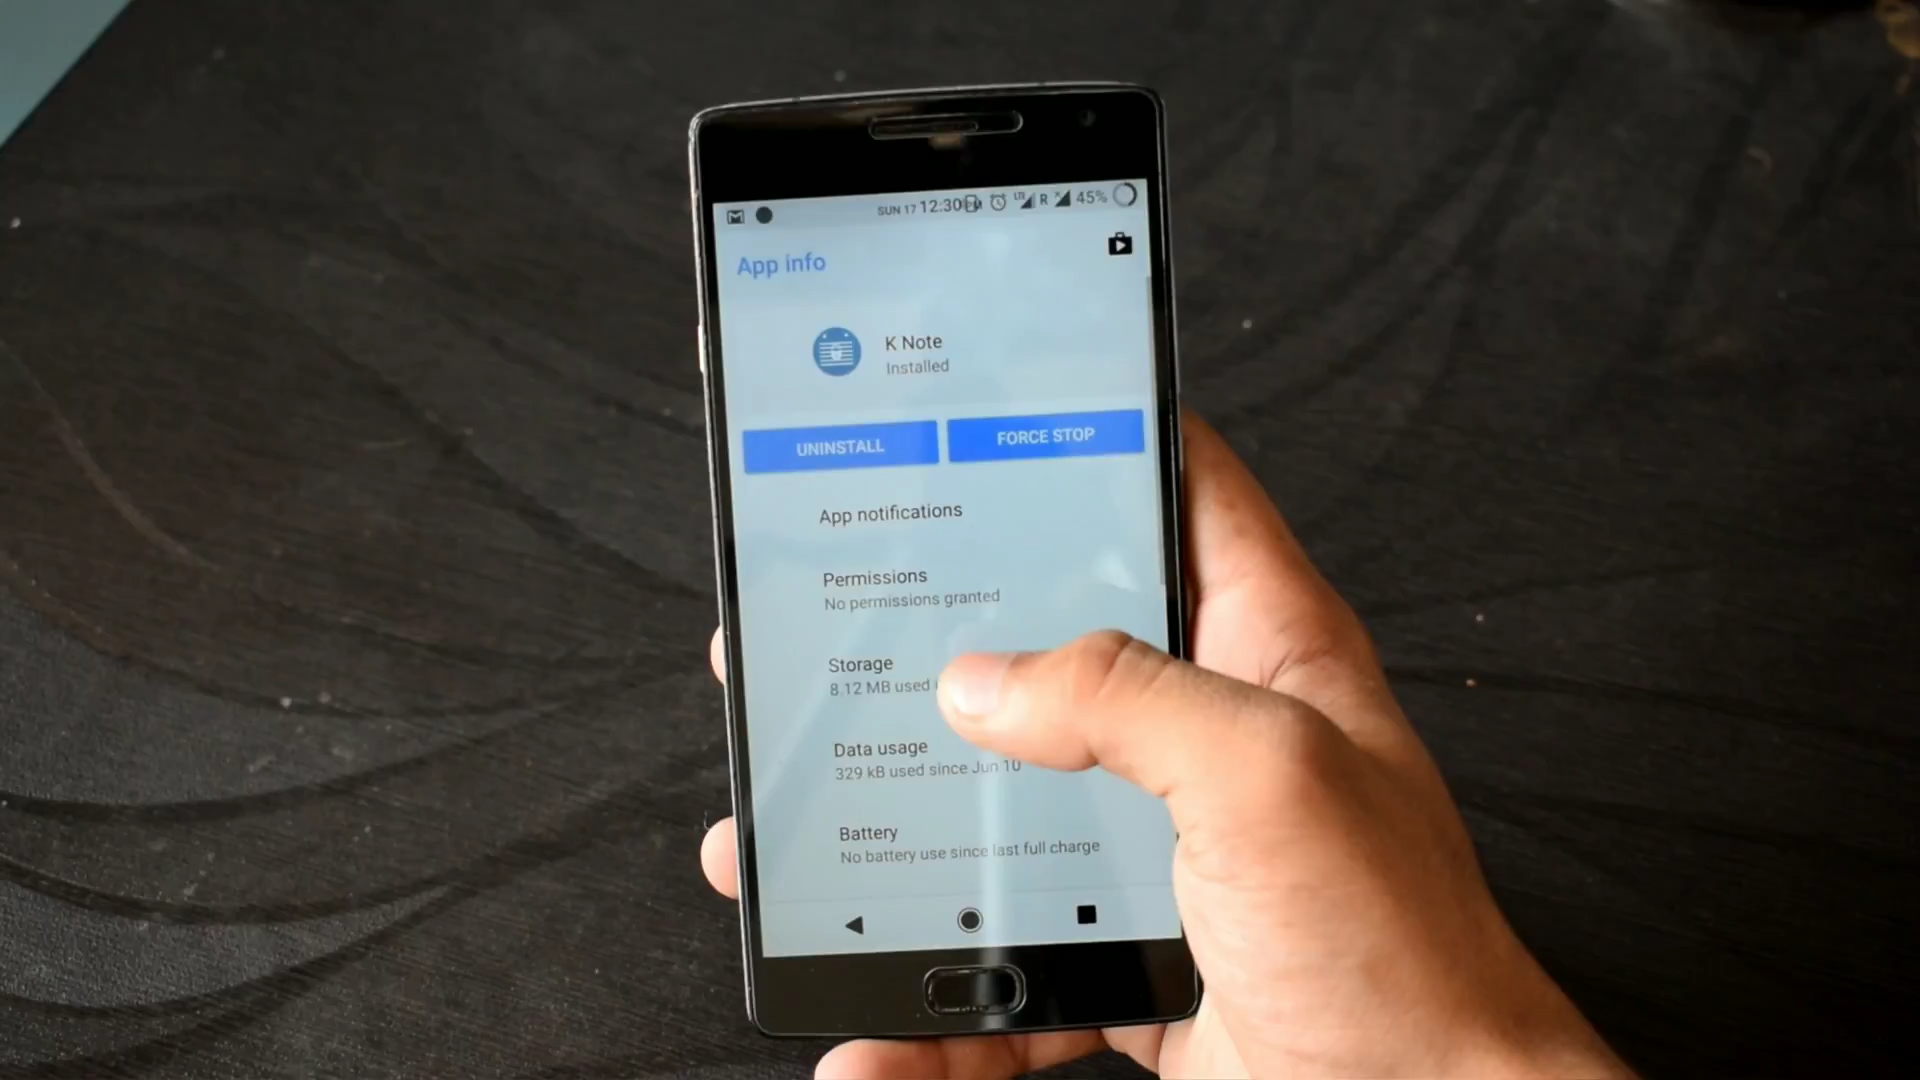 SUN 17 12:30 PM LTE R 45%
App info
K Note
Installed
UNINSTALL FORCE STOP
App notifications
Permissions
No permissions granted
Storage
8.12 MB used
Data usage
329 kB used since Jun 10
Battery
No battery use since last full charge